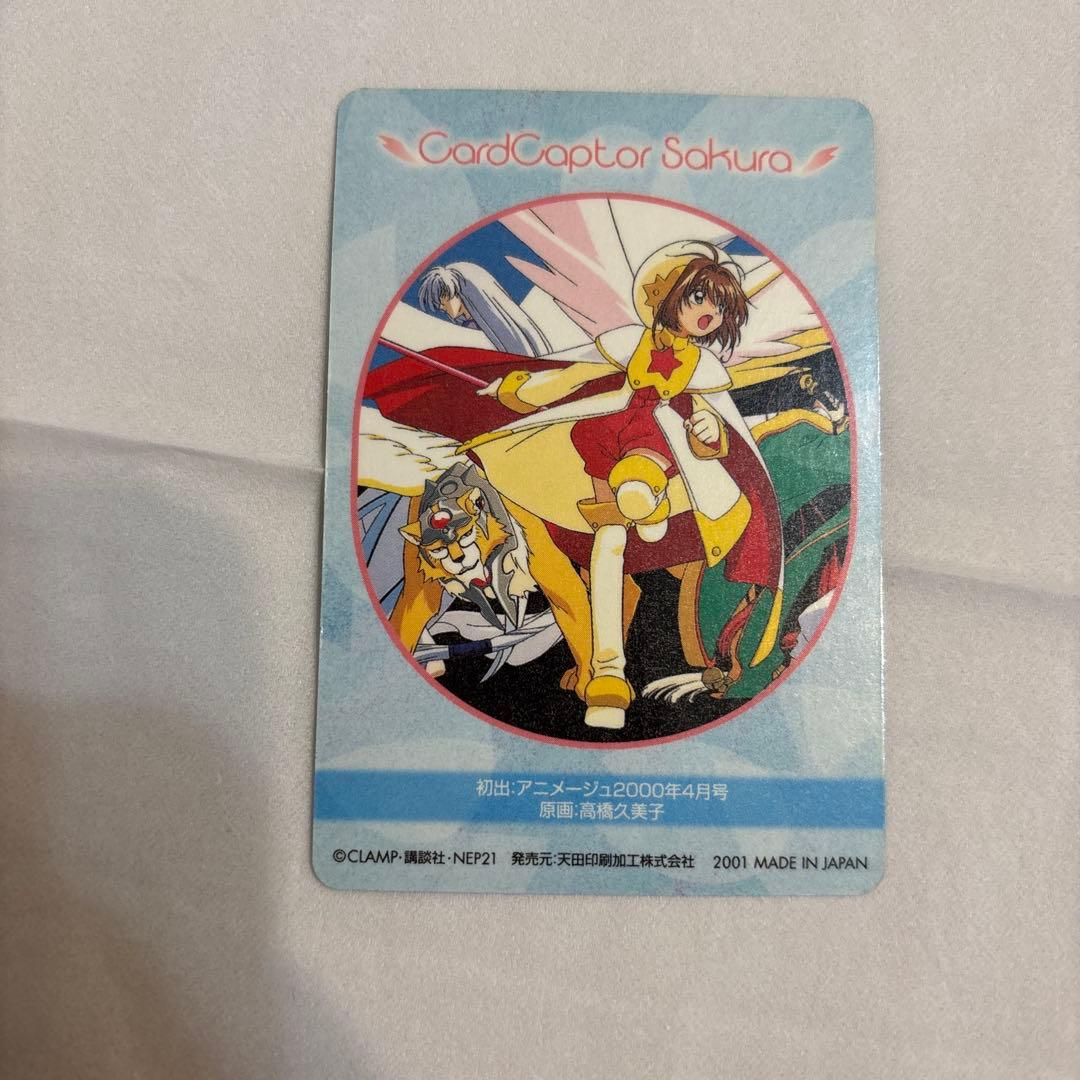 CardCaptor Sakura
初出:アニメージュ2000年4月号
原画:高橋久美子
©CLAMP・講談社・NEP21 発売元:天田印刷加工株式会社 2001 MADE IN JAPAN